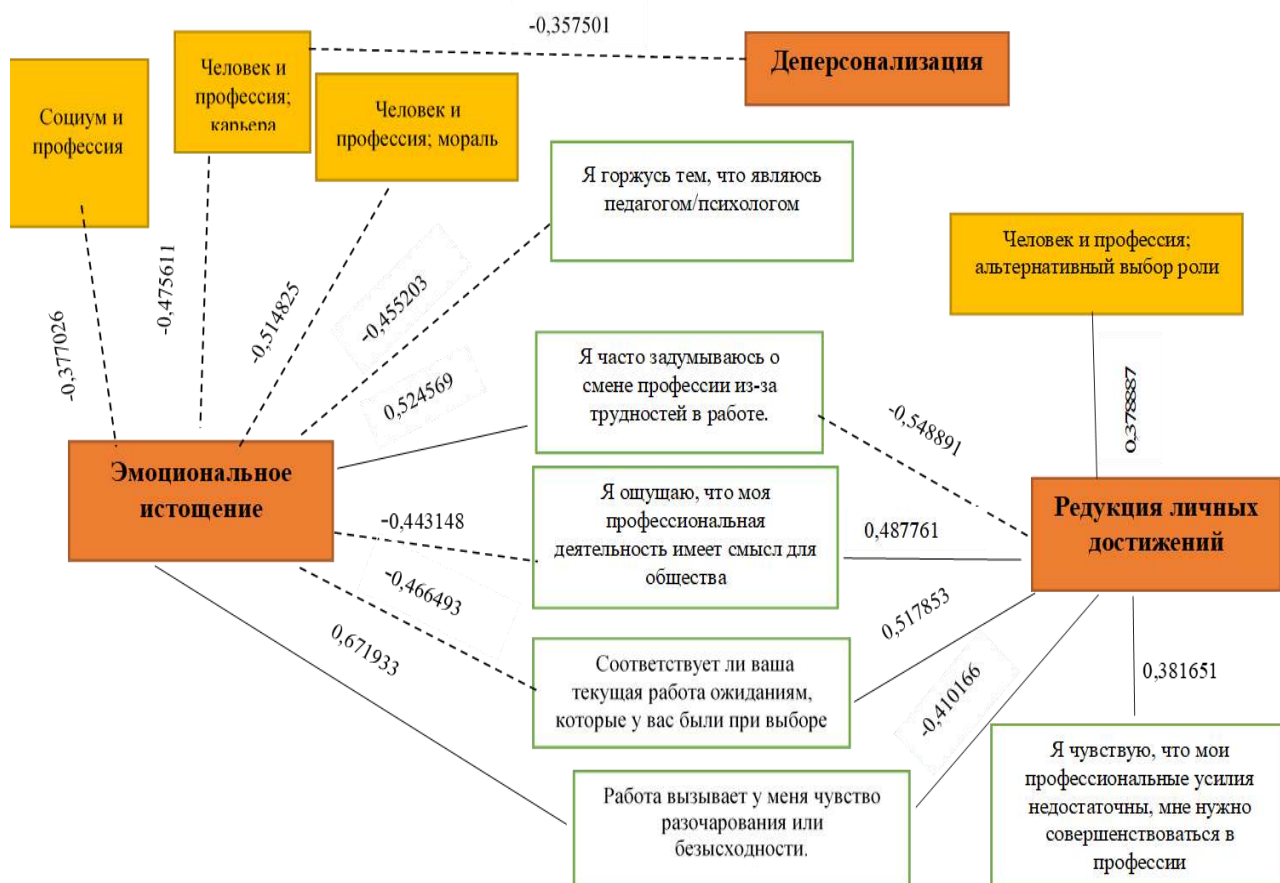 -0,357501
Деперсонализация
Человек и
профессия;
карьера
Социум и
профессия
Человек и
профессия; мораль
Я горжусь тем, что являюсь
педагогом/психологом
Человек и профессия;
альтернативный выбор роли
-0,377026
-0,475611
-0,514825
-0,455203
0,524569
Я часто задумываюсь о
смене профессии из-за
трудностей в работе.
-0,548891
0,378887
Эмоциональное
истощение
-0,443148
Я ощущаю, что моя
профессиональная
деятельность имеет смысл для
общества
0,487761
Редукция личных
достижений
-0,466493
0,671933
Соответствует ли ваша
текущая работа ожиданиям,
которые у вас были при выборе
0,517853
-0,410166
0,381651
Работа вызывает у меня чувство
разочарования или
безысходности.
Я чувствую, что мои
профессиональные усилия
недостаточны, мне нужно
совершенствоваться в
профессии